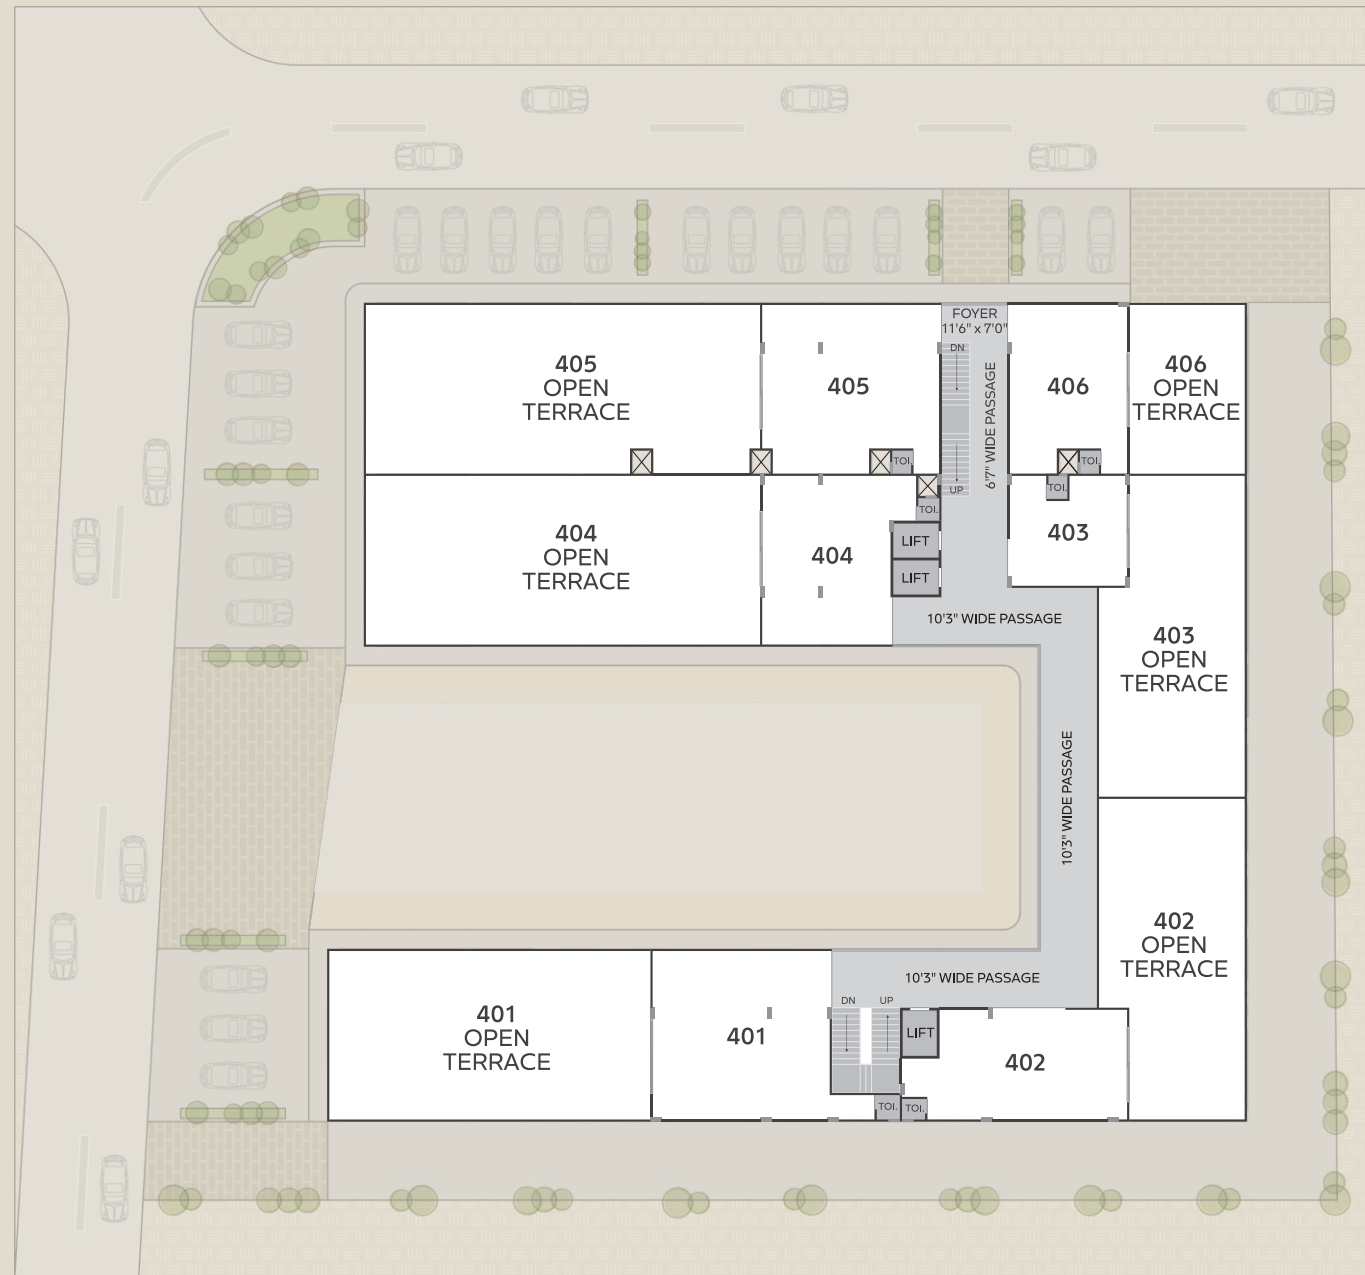 FOYER
11'6" x 7'0"
DN
6'7" WIDE PASSAGE
UP
405
OPEN
TERRACE
405
TOI.
406
TOI.
406
OPEN
TERRACE
404
OPEN
TERRACE
404
TOI.
LIFT
LIFT
TOI.
403
10'3" WIDE PASSAGE
403
OPEN
TERRACE
10'3" WIDE PASSAGE
402
OPEN
TERRACE
10'3" WIDE PASSAGE
401
OPEN
TERRACE
401
DN
UP
LIFT
402
TOI.
TOI.